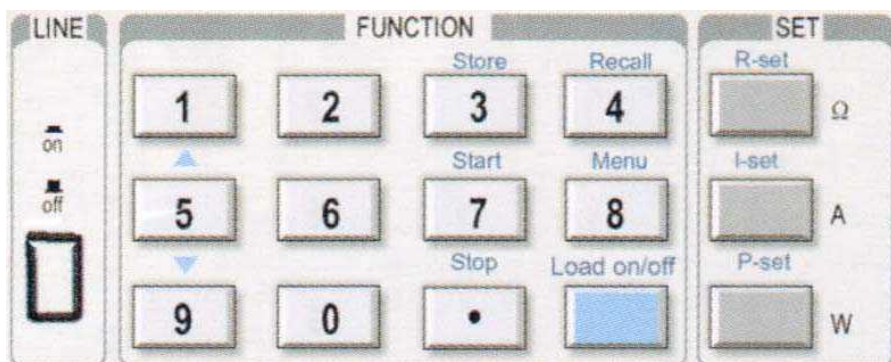 LINE FUNCTION SET
Store Recall R-set
on 1 2 3 4 Ω
Start Menu I-set
off 5 6 7 8 A
Stop Load on/off P-set
9 0 • W